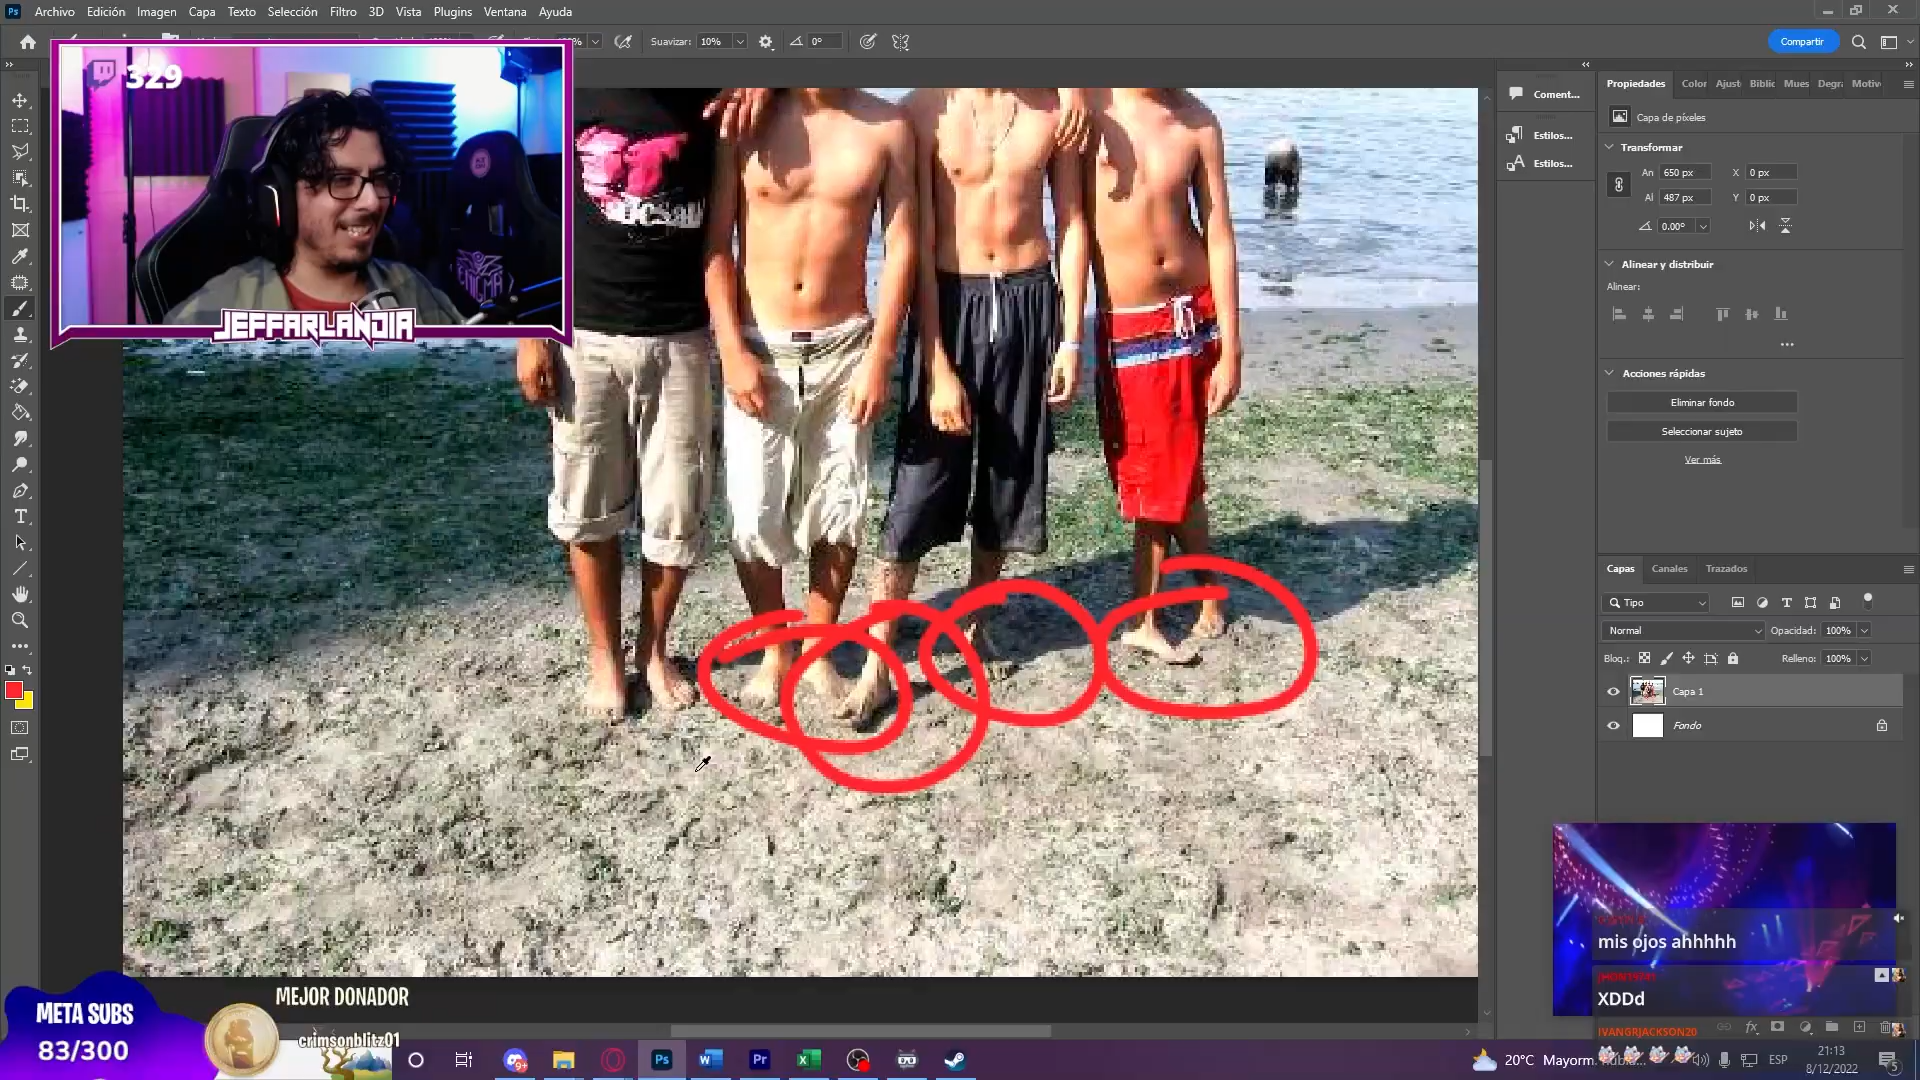 Archivo Edición Imagen Capa Texto Selección Filtro 3D Vista Plugins Ventana Ayuda
Suavizar: 10% 0°
Compartir
329
JEFFARLANDIA
ENIGMA
Coment...
Estilos...
Estilos...
Propiedades Color Ajust Biblic Mues Degra Motiv
Capa de píxeles
Transformar
An 650 px X 0 px
Al 487 px Y 0 px
0.00°
Alinear y distribuir
Alinear:
Acciones rápidas
Eliminar fondo
Seleccionar sujeto
Ver más
Capas Canales Trazados
Tipo
Normal Opacidad: 100%
Bloq.: Relleno: 100%
Capa 1
Fondo
mis ojos ahhhhh
XDDd
IVANGRJACKSON20
META SUBS
83/300
MEJOR DONADOR
crimsonblitz01
20°C Mayorm.
ESP
21:13
8/12/2022